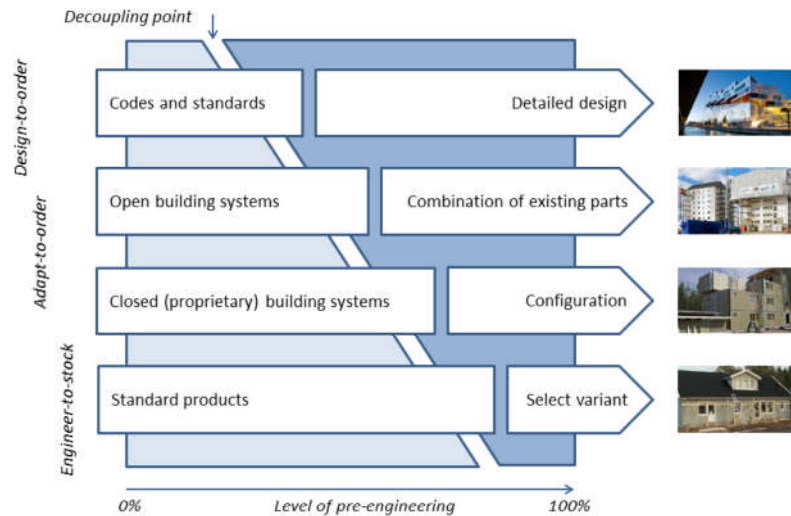 Decoupling point
Design-to-order
Codes and standards
Detailed design
Adapt-to-order
Open building systems
Combination of existing parts
Closed (proprietary) building systems
Configuration
Engineer-to-stock
Standard products
Select variant
0%
Level of pre-engineering
100%